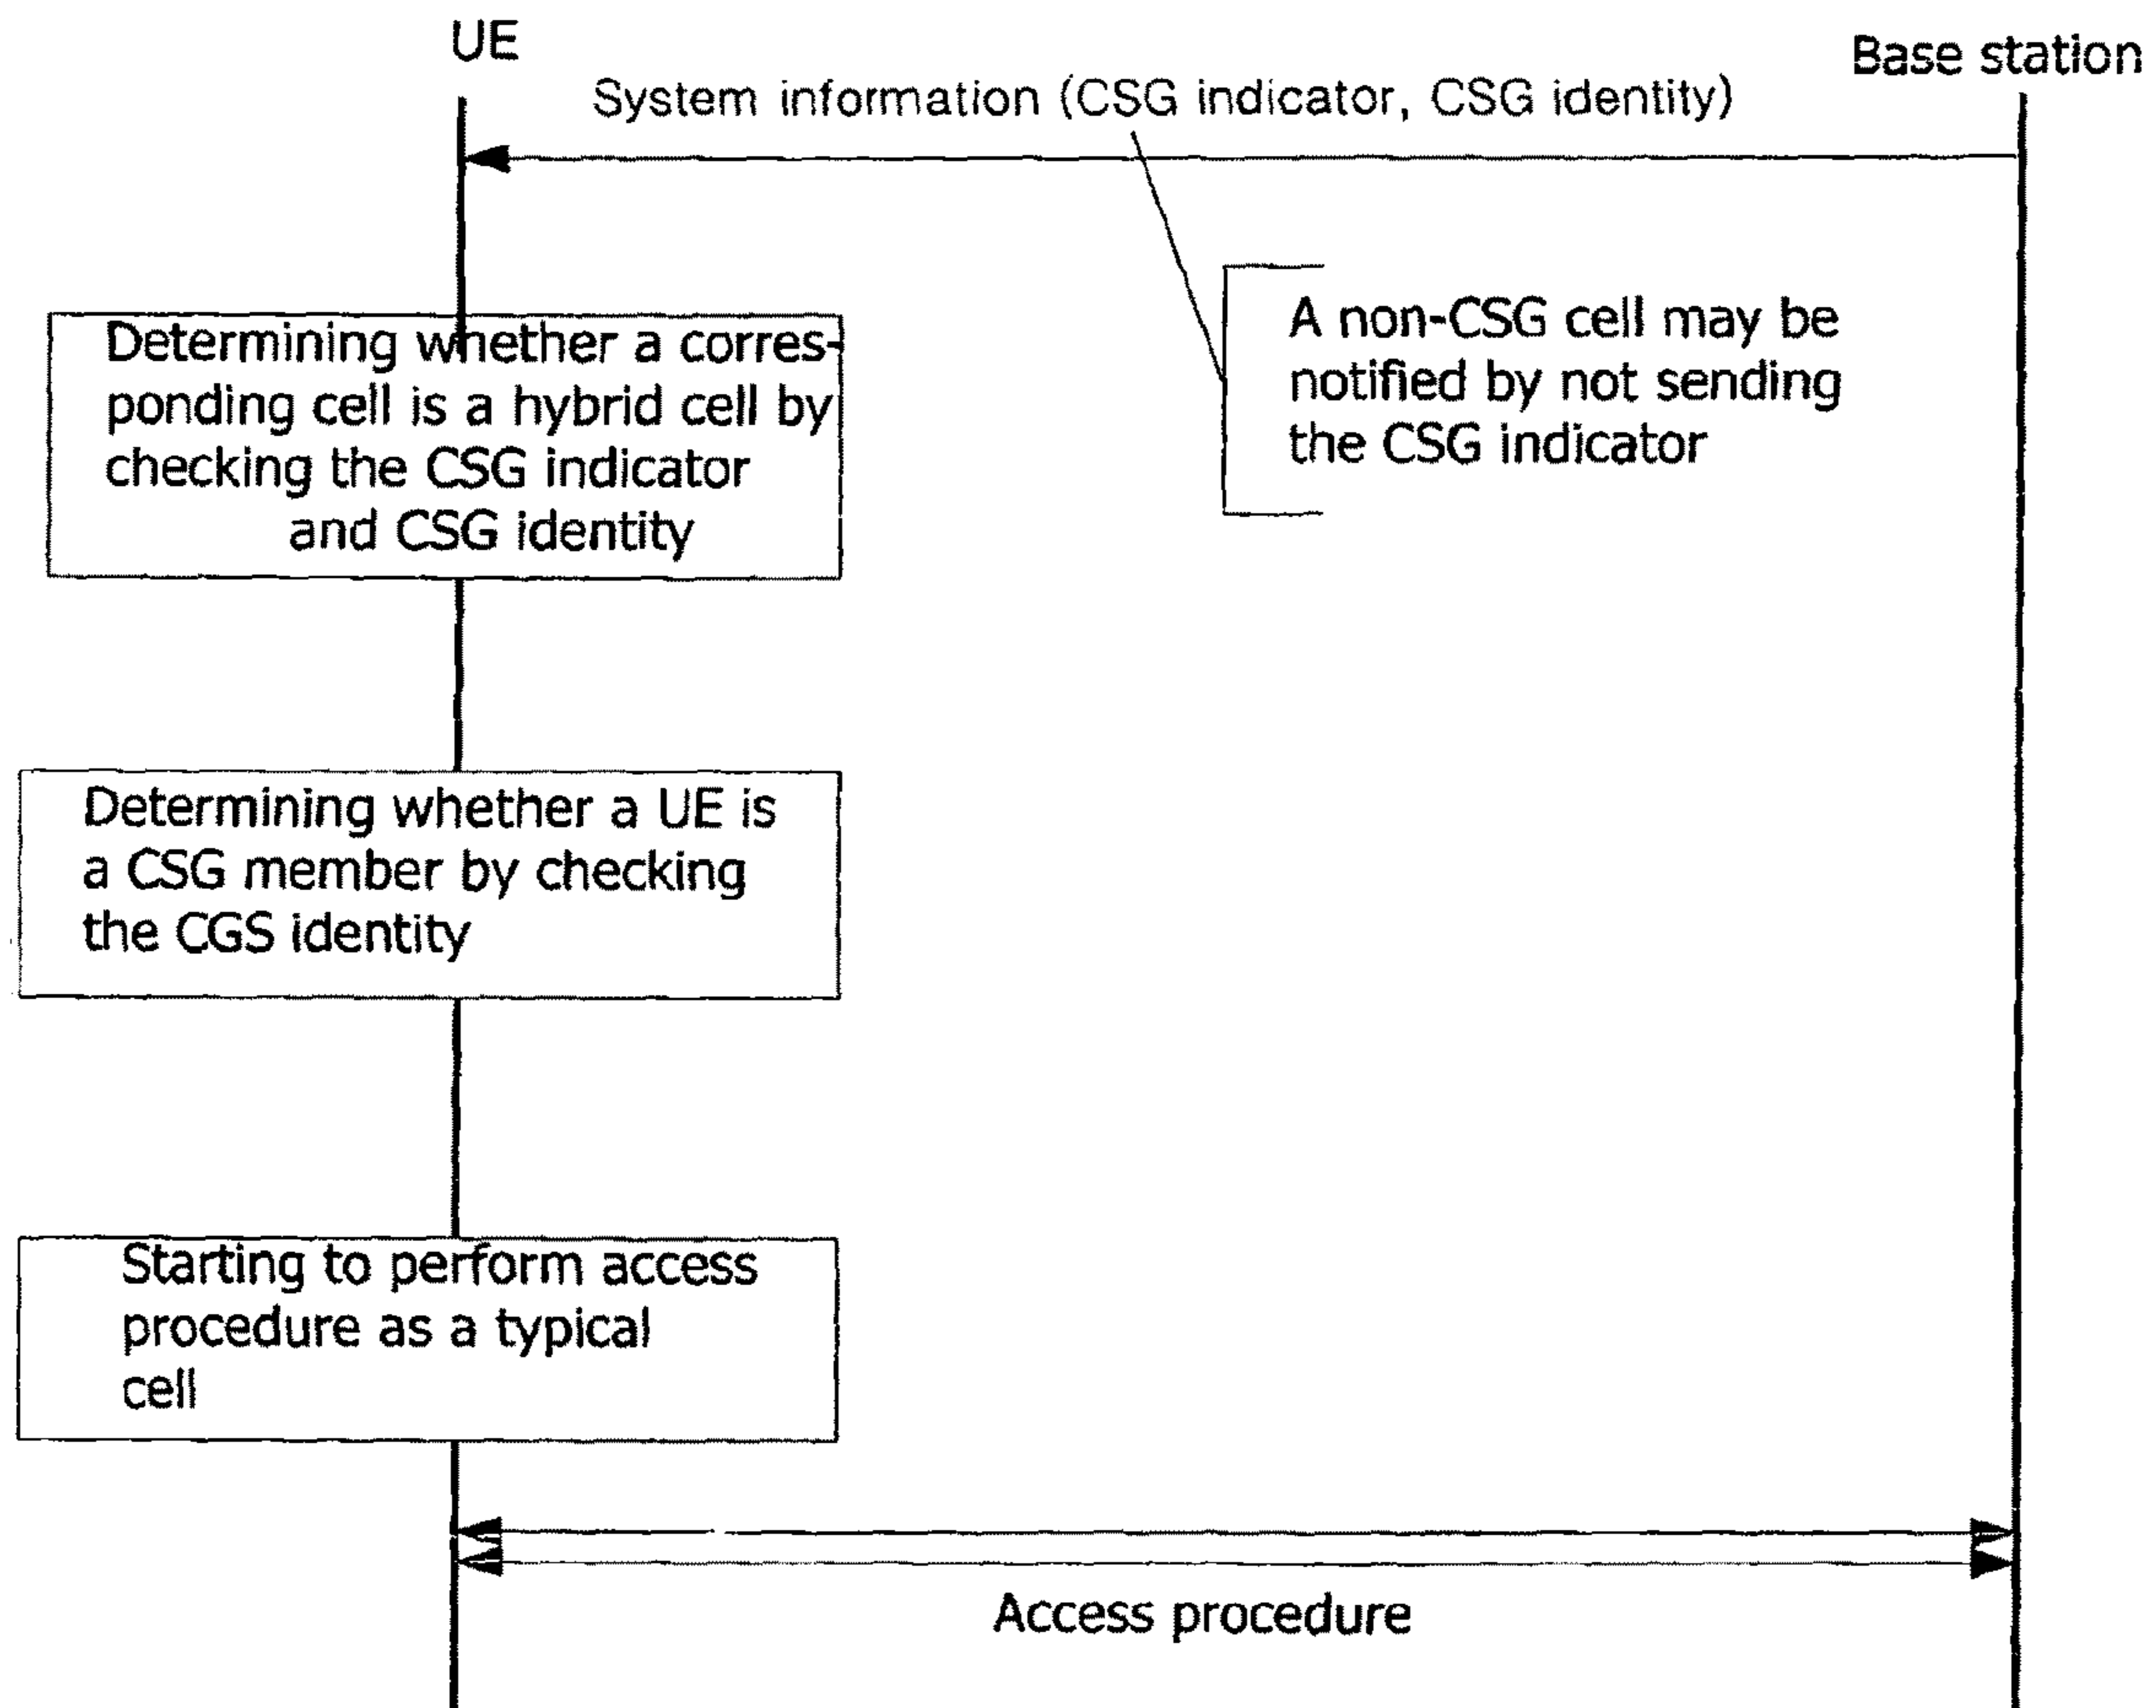 UE
Base station
System information (CSG indicator, CSG identity)
A non-CSG cell may be
notified by not sending
the CSG indicator
Determining whether a corres-
ponding cell is a hybrid cell by
checking the CSG indicator
and CSG identity
Determining whether a UE is
a CSG member by checking
the CGS identity
Starting to perform access
procedure as a typical
cell
Access procedure